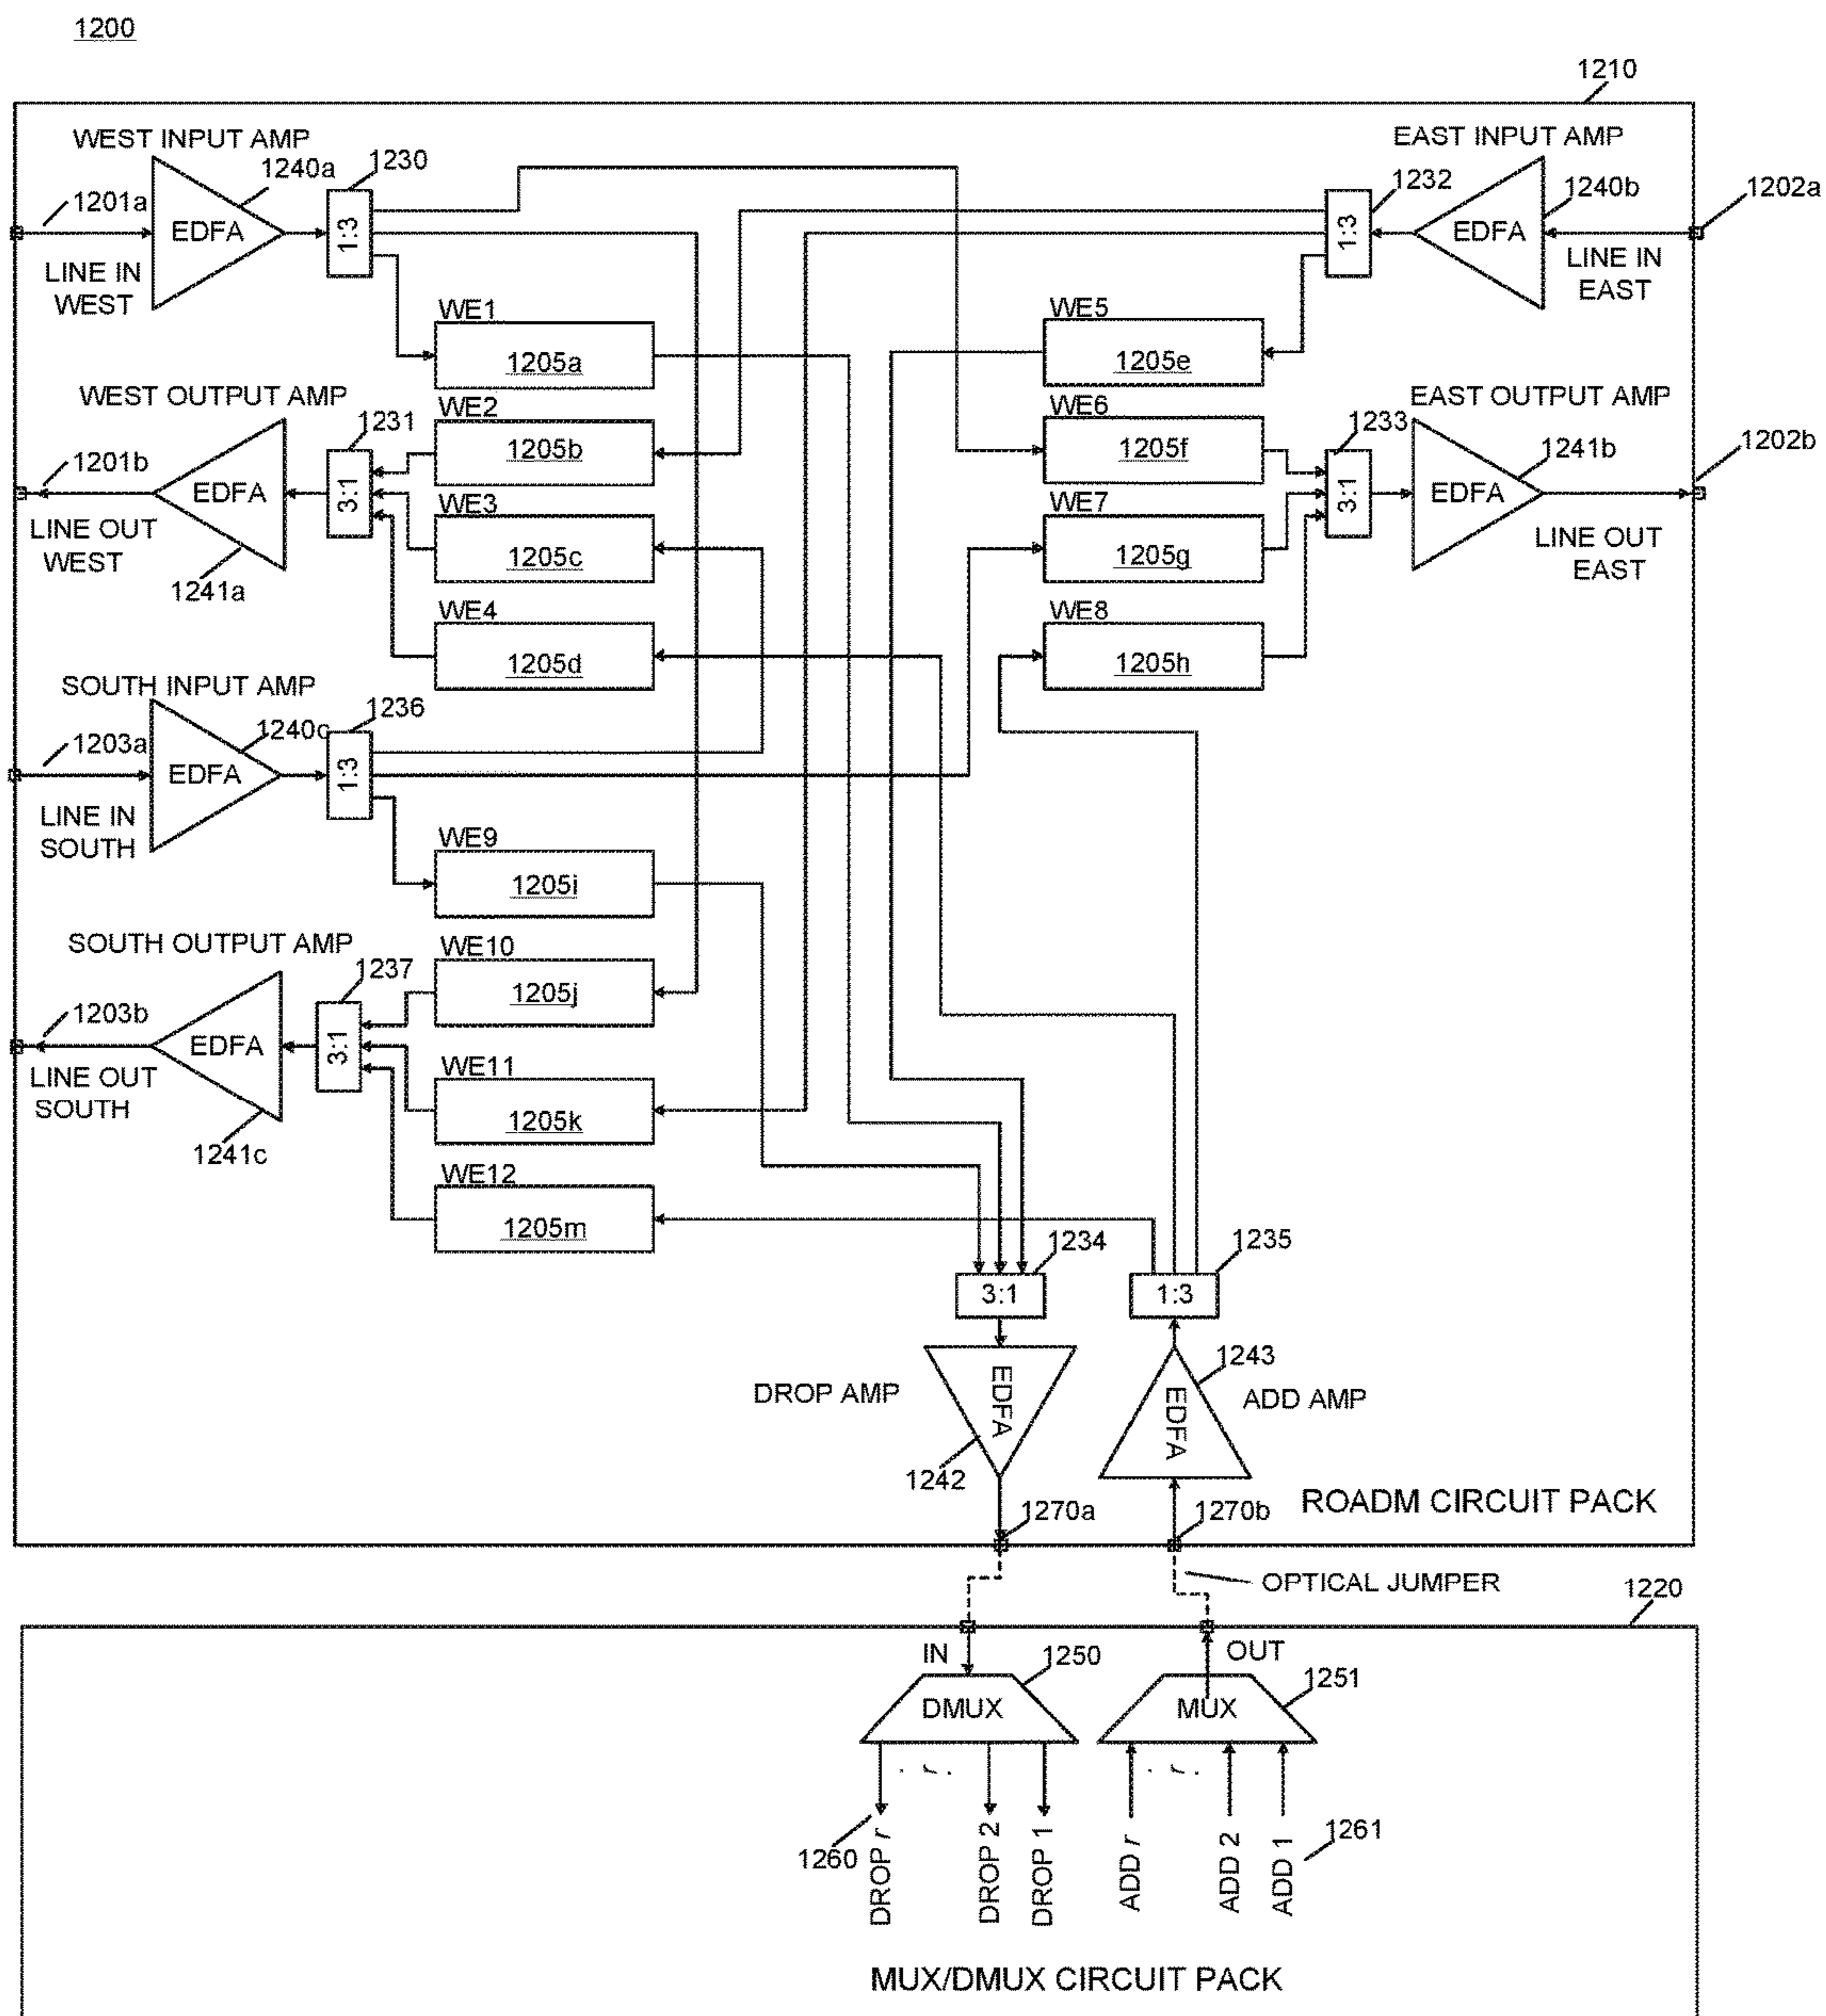 1200
1210
WEST INPUT AMP
1240a
1230
1201a
EDFA
1:3
LINE IN
WEST
EAST INPUT AMP
1232
1240b
1202a
1:3
EDFA
LINE IN
EAST
WE1
1205a
WE5
1205e
WEST OUTPUT AMP
1231
1201b
EDFA
3:1
LINE OUT
WEST
1241a
WE2
1205b
WE3
1205c
WE4
1205d
WE6
1205f
WE7
1205g
WE8
1205h
EAST OUTPUT AMP
1233
1241b
1202b
3:1
EDFA
LINE OUT
EAST
SOUTH INPUT AMP
1240c
1236
1203a
EDFA
1:3
LINE IN
SOUTH
WE9
1205i
SOUTH OUTPUT AMP
1237
1203b
EDFA
3:1
LINE OUT
SOUTH
1241c
WE10
1205j
WE11
1205k
WE12
1205m
1234
3:1
1235
1:3
DROP AMP
EDFA
1242
1243
EDFA
ADD AMP
1270a
1270b
ROADM CIRCUIT PACK
OPTICAL JUMPER
1220
IN
1250
DMUX
OUT
1251
MUX
. r .
. r .
1260
DROP r
DROP 2
DROP 1
ADD r
ADD 2
ADD 1
1261
MUX/DMUX CIRCUIT PACK